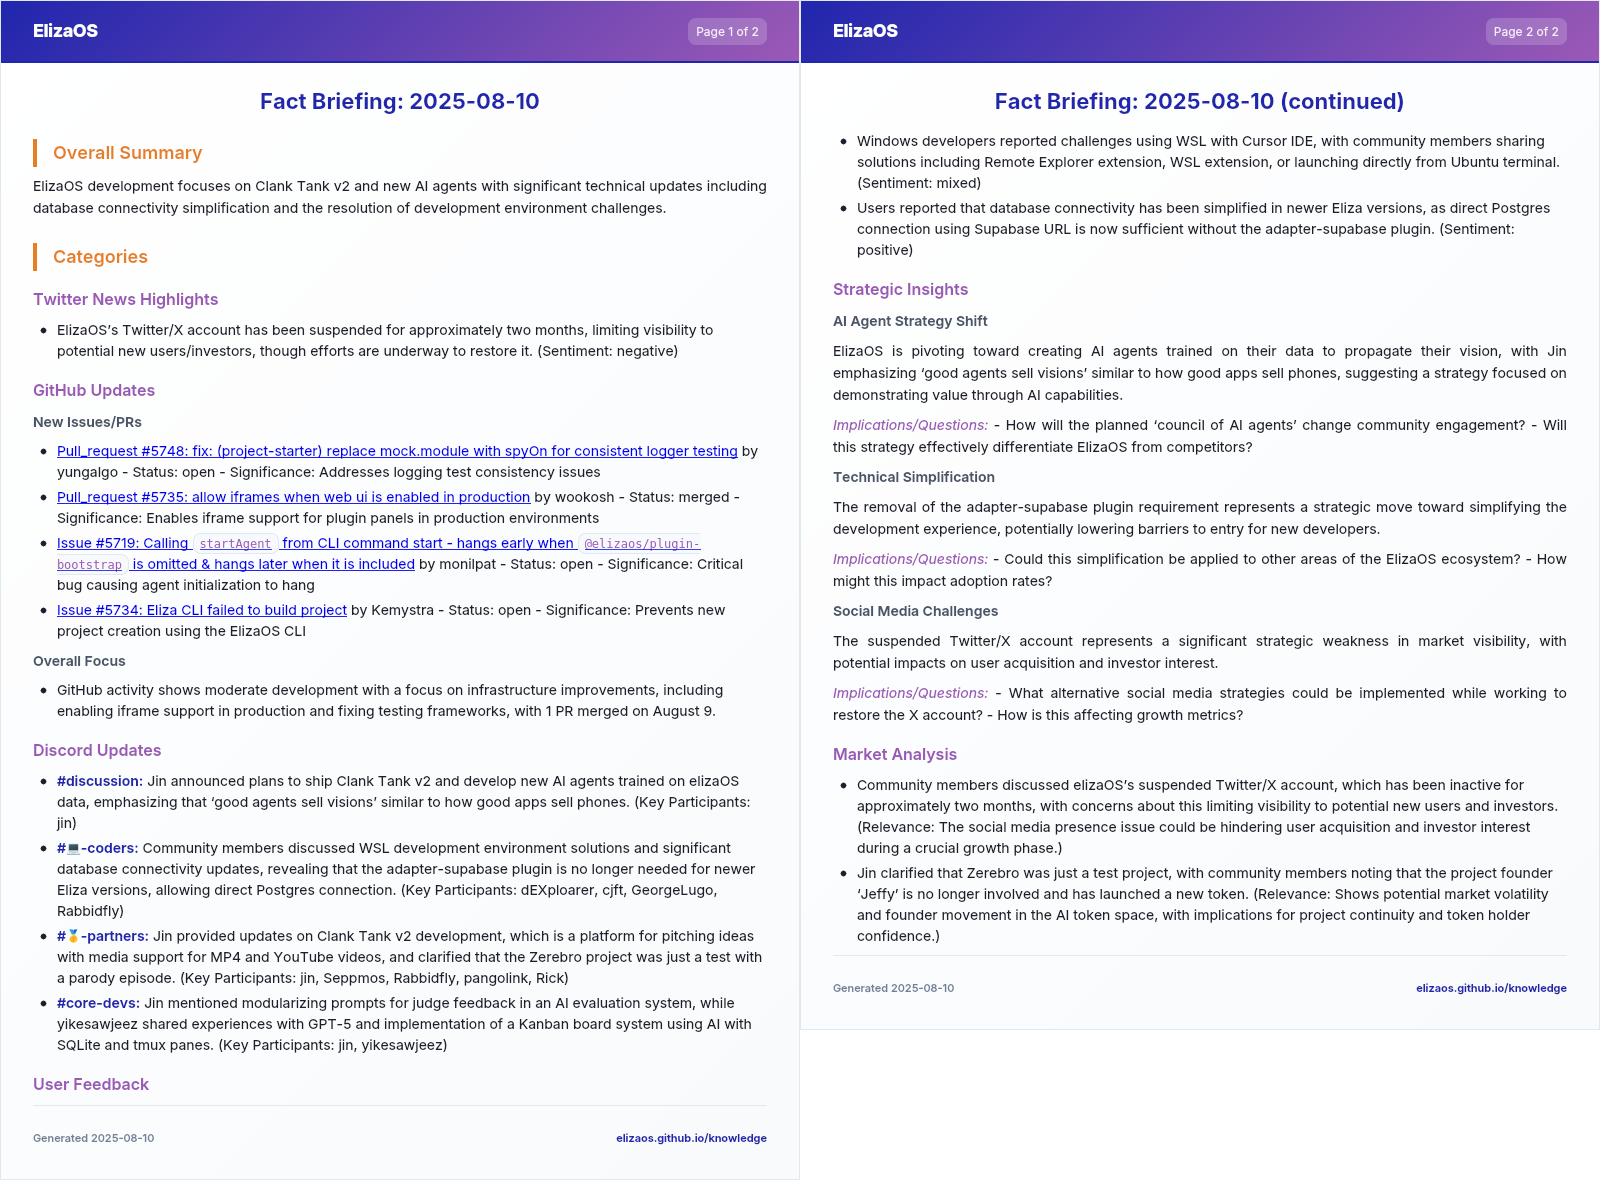 ElizaOS
Page 1 of 2
Fact Briefing: 2025-08-10
Overall Summary
ElizaOS development focuses on Clank Tank v2 and new AI agents with significant technical updates including
database connectivity simplification and the resolution of development environment challenges.
Categories
Twitter News Highlights
• ElizaOS’s Twitter/X account has been suspended for approximately two months, limiting visibility to
potential new users/investors, though efforts are underway to restore it. (Sentiment: negative)
GitHub Updates
New Issues/PRs
• Pull_request #5748: fix: (project-starter) replace mock.module with spyOn for consistent logger testing by
yungalgo - Status: open - Significance: Addresses logging test consistency issues
• Pull_request #5735: allow iframes when web ui is enabled in production by wookosh - Status: merged -
Significance: Enables iframe support for plugin panels in production environments
• Issue #5719: Calling startAgent from CLI command start - hangs early when @elizaos/plugin-
bootstrap is omitted & hangs later when it is included by monilpat - Status: open - Significance: Critical
bug causing agent initialization to hang
• Issue #5734: Eliza CLI failed to build project by Kemystra - Status: open - Significance: Prevents new
project creation using the ElizaOS CLI
Overall Focus
• GitHub activity shows moderate development with a focus on infrastructure improvements, including
enabling iframe support in production and fixing testing frameworks, with 1 PR merged on August 9.
Discord Updates
• #discussion: Jin announced plans to ship Clank Tank v2 and develop new AI agents trained on elizaOS
data, emphasizing that ‘good agents sell visions’ similar to how good apps sell phones. (Key Participants:
jin)
• #💻-coders: Community members discussed WSL development environment solutions and significant
database connectivity updates, revealing that the adapter-supabase plugin is no longer needed for newer
Eliza versions, allowing direct Postgres connection. (Key Participants: dEXploarer, cjft, GeorgeLugo,
Rabbidfly)
• #🥇-partners: Jin provided updates on Clank Tank v2 development, which is a platform for pitching ideas
with media support for MP4 and YouTube videos, and clarified that the Zerebro project was just a test with
a parody episode. (Key Participants: jin, Seppmos, Rabbidfly, pangolink, Rick)
• #core-devs: Jin mentioned modularizing prompts for judge feedback in an AI evaluation system, while
yikesawjeez shared experiences with GPT-5 and implementation of a Kanban board system using AI with
SQLite and tmux panes. (Key Participants: jin, yikesawjeez)
User Feedback
Generated 2025-08-10
elizaos.github.io/knowledge
ElizaOS
Page 2 of 2
Fact Briefing: 2025-08-10 (continued)
• Windows developers reported challenges using WSL with Cursor IDE, with community members sharing
solutions including Remote Explorer extension, WSL extension, or launching directly from Ubuntu terminal.
(Sentiment: mixed)
• Users reported that database connectivity has been simplified in newer Eliza versions, as direct Postgres
connection using Supabase URL is now sufficient without the adapter-supabase plugin. (Sentiment:
positive)
Strategic Insights
AI Agent Strategy Shift
ElizaOS is pivoting toward creating AI agents trained on their data to propagate their vision, with Jin
emphasizing ‘good agents sell visions’ similar to how good apps sell phones, suggesting a strategy focused on
demonstrating value through AI capabilities.
Implications/Questions: - How will the planned ‘council of AI agents’ change community engagement? - Will
this strategy effectively differentiate ElizaOS from competitors?
Technical Simplification
The removal of the adapter-supabase plugin requirement represents a strategic move toward simplifying the
development experience, potentially lowering barriers to entry for new developers.
Implications/Questions: - Could this simplification be applied to other areas of the ElizaOS ecosystem? - How
might this impact adoption rates?
Social Media Challenges
The suspended Twitter/X account represents a significant strategic weakness in market visibility, with
potential impacts on user acquisition and investor interest.
Implications/Questions: - What alternative social media strategies could be implemented while working to
restore the X account? - How is this affecting growth metrics?
Market Analysis
• Community members discussed elizaOS’s suspended Twitter/X account, which has been inactive for
approximately two months, with concerns about this limiting visibility to potential new users and investors.
(Relevance: The social media presence issue could be hindering user acquisition and investor interest
during a crucial growth phase.)
• Jin clarified that Zerebro was just a test project, with community members noting that the project founder
‘Jeffy’ is no longer involved and has launched a new token. (Relevance: Shows potential market volatility
and founder movement in the AI token space, with implications for project continuity and token holder
confidence.)
Generated 2025-08-10
elizaos.github.io/knowledge